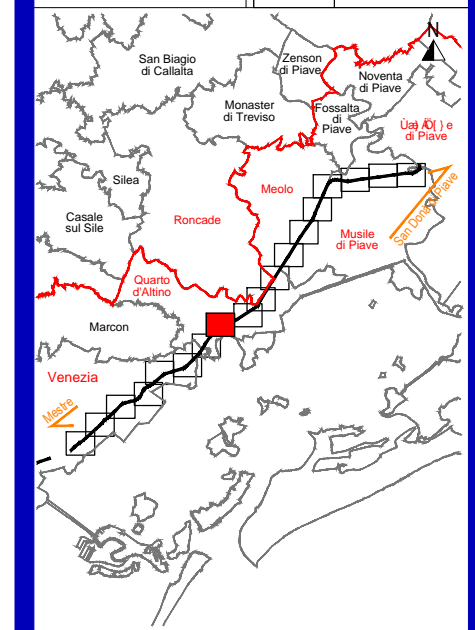 N
San Biagio
di Callalta
Zenson
di Piave
Noventa
di Piave
Monaster
di Treviso
Fossalta
di
Piave
di Piave
Silea
Meolo
Casale
sul Sile
Roncade
Musile
di Piave
San Donà di Piave
Quarto
d'Altino
Marcon
Venezia
Mestre